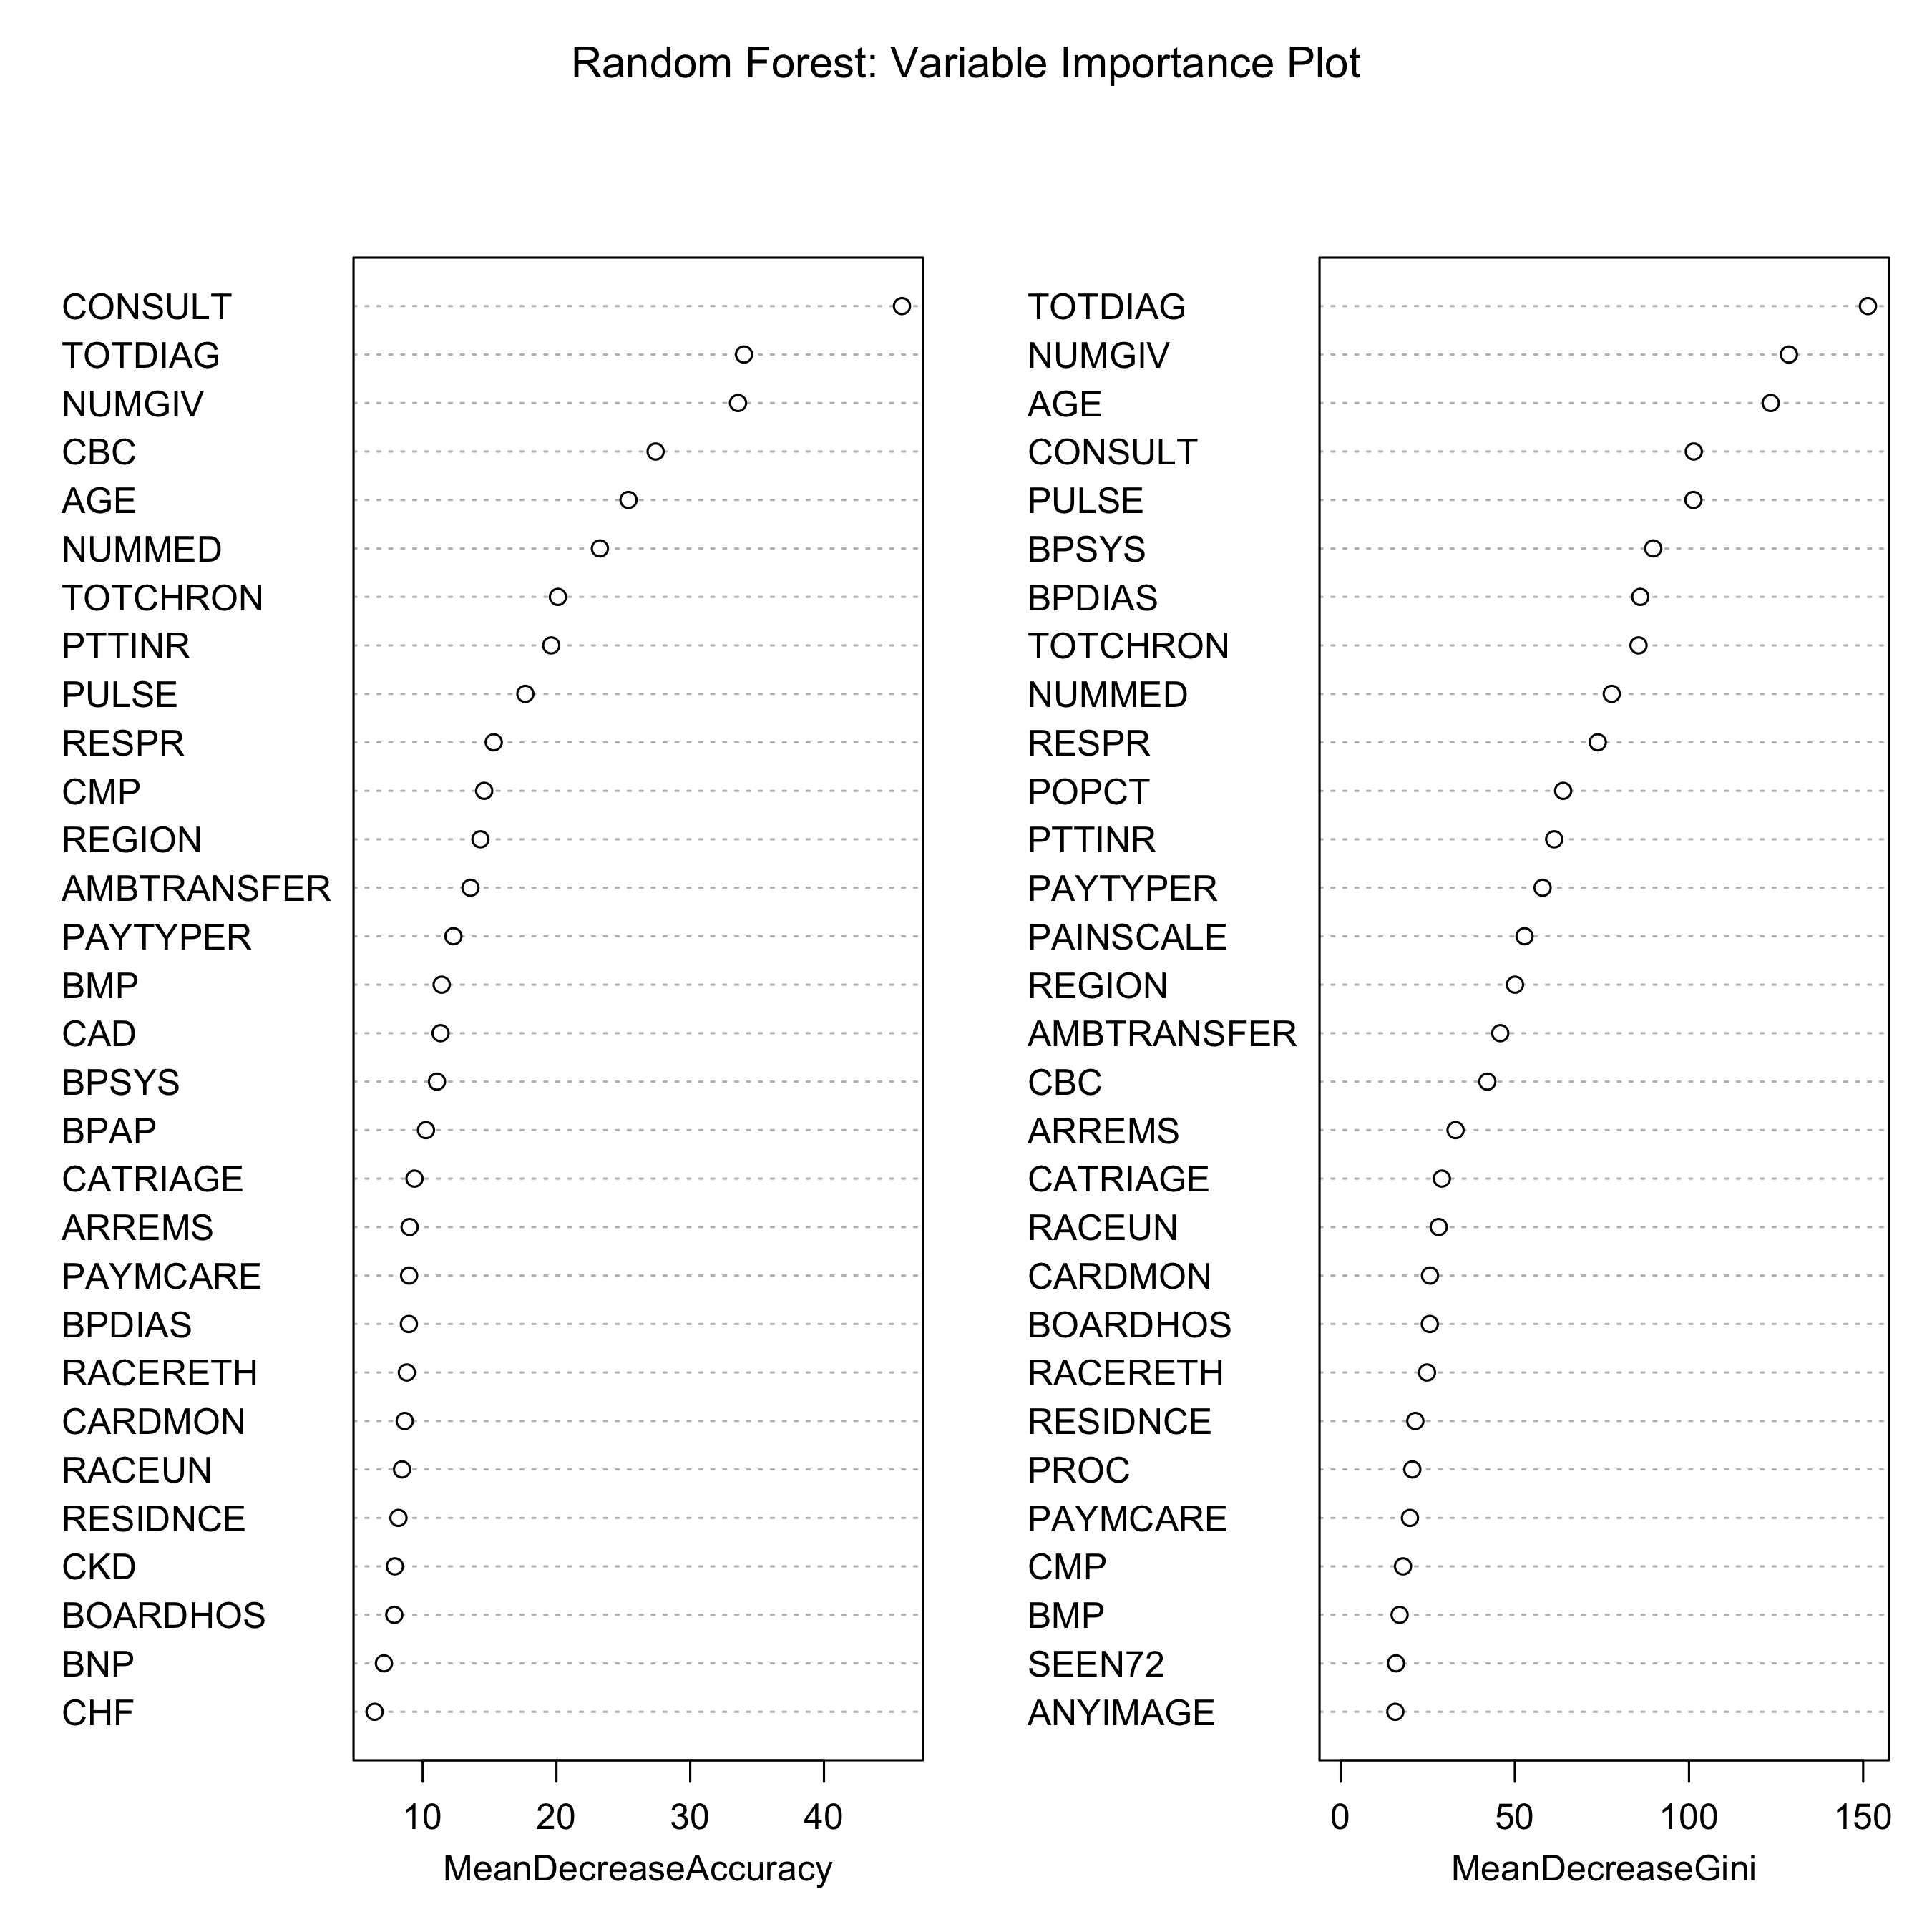 Random Forest: Variable Importance Plot
CONSULT
TOTDIAG
NUMGIV
CBC
AGE
NUMMED
TOTCHRON
PTTINR
PULSE
RESPR
CMP
REGION
AMBTRANSFER
PAYTYPER
BMP
CAD
BPSYS
BPAP
CATRIAGE
ARREMS
PAYMCARE
BPDIAS
RACERETH
CARDMON
RACEUN
RESIDNCE
CKD
BOARDHOS
BNP
CHF
10 20 30 40
MeanDecreaseAccuracy
TOTDIAG
NUMGIV
AGE
CONSULT
PULSE
BPSYS
BPDIAS
TOTCHRON
NUMMED
RESPR
POPCT
PTTINR
PAYTYPER
PAINSCALE
REGION
AMBTRANSFER
CBC
ARREMS
CATRIAGE
RACEUN
CARDMON
BOARDHOS
RACERETH
RESIDNCE
PROC
PAYMCARE
CMP
BMP
SEEN72
ANYIMAGE
0 50 100 150
MeanDecreaseGini